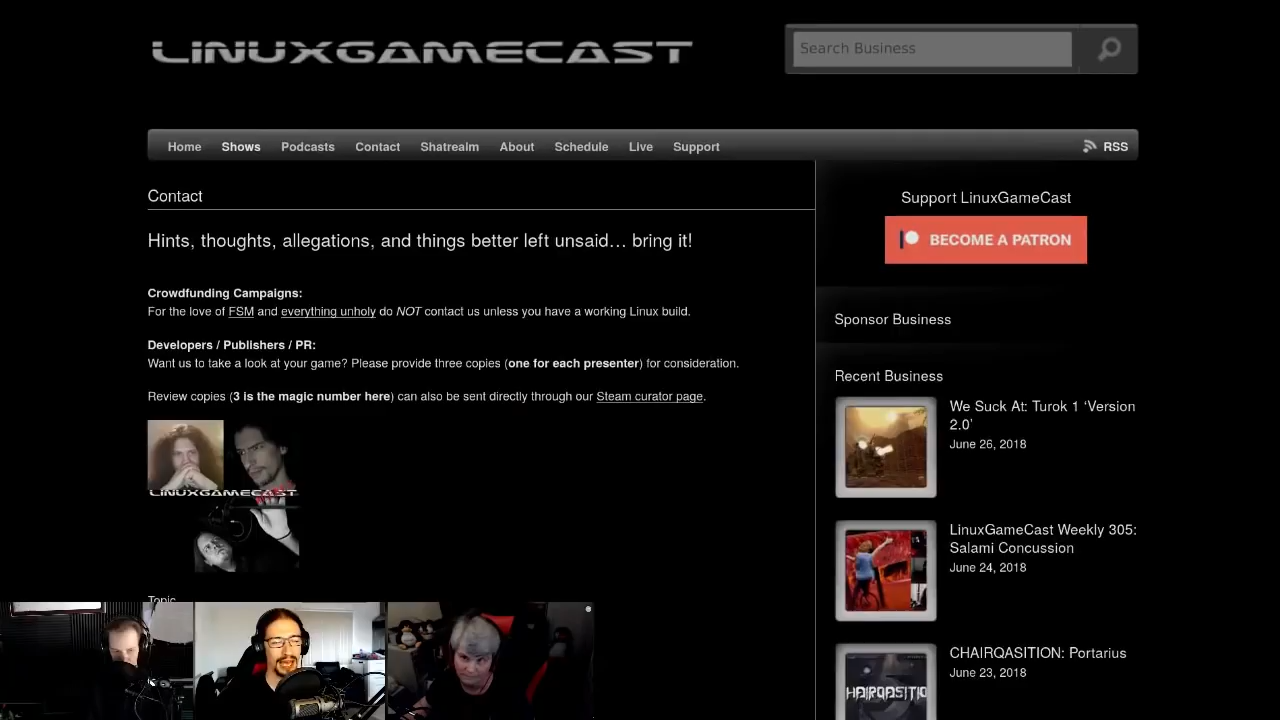 LINUXGAMECAST
Search Business
Home Shows Podcasts Contact Shatrealm About Schedule Live Support RSS
Contact
Hints, thoughts, allegations, and things better left unsaid… bring it!
Crowdfunding Campaigns:
For the love of FSM and everything unholy do NOT contact us unless you have a working Linux build.
Developers / Publishers / PR:
Want us to take a look at your game? Please provide three copies (one for each presenter) for consideration.
Review copies (3 is the magic number here) can also be sent directly through our Steam curator page.
LINUXGAMECAST
Topic
Support LinuxGameCast
BECOME A PATRON
Sponsor Business
Recent Business
We Suck At: Turok 1 ‘Version
2.0’
June 26, 2018
LinuxGameCast Weekly 305:
Salami Concussion
June 24, 2018
CHAIRQASITION: Portarius
June 23, 2018